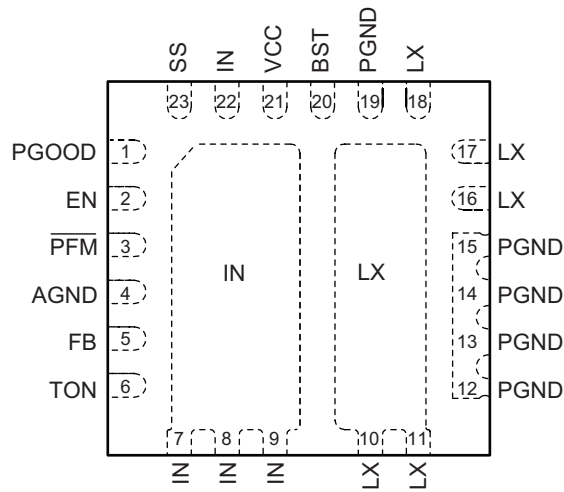 SS
IN
VCC
BST
PGND
LX
23
22
21
20
19
18
PGOOD 1
EN 2
PFM 3
AGND 4
FB 5
TON 6
IN
LX
17 LX
16 LX
15 PGND
14 PGND
13 PGND
12 PGND
7
8
9
10
11
IN
IN
IN
LX
LX